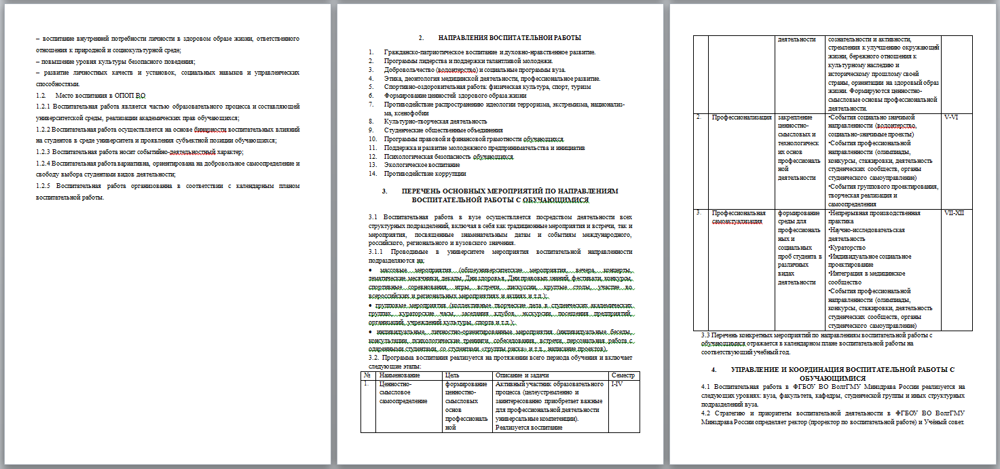 – воспитание внутренней потребности личности в здоровом образе жизни, ответственного
отношения к природной и социокультурной среде;
– повышение уровня культуры безопасного поведения;
– развитие личностных качеств и установок, социальных навыков и управленческих
способностями.
1.2 Место воспитания в ОПОП ВО
1.2.1 Воспитательная работа является частью образовательного процесса и составляющей
университетской среды, реализации академических прав обучающихся;
1.2.2 Воспитательная работа осуществляется на основе бинарности воспитательных влияний
на студентов в среде университета и проявления субъектной позиции обучающихся;
1.2.3 Воспитательная работа носит событийно-деятельностный характер;
1.2.4 Воспитательная работа вариативна, ориентирована на добровольное самоопределение и
свободу выбора студентами видов деятельности;
1.2.5 Воспитательная работа организованна в соответствии с календарным планом
воспитательной работы.
2. НАПРАВЛЕНИЯ ВОСПИТАТЕЛЬНОЙ РАБОТЫ
1. Гражданско-патриотическое воспитание и духовно-нравственное развитие.
2. Программы лидерства и поддержки талантливой молодежи.
3. Добровольчество (волонтерство) и социальные программы вуза.
4. Этика, деонтология медицинской деятельности, профессиональное развитие.
5. Спортивно-оздоровительная работа: физическая культура, спорт, туризм
6. Формирование ценностей здорового образа жизни
7. Противодействие распространению идеологии терроризма, экстремизма, национализ-
ма, ксенофобии
8. Культурно-творческая деятельность
9. Студенческие общественные объединения
10. Программы правовой и финансовой грамотности обучающихся.
11. Поддержка и развитие молодежного предпринимательства и инициатив
12. Психологическая безопасность обучающихся.
13. Экологическое воспитание
14. Противодействие коррупции
3. ПЕРЕЧЕНЬ ОСНОВНЫХ МЕРОПРИЯТИЙ ПО НАПРАВЛЕНИЯМ
ВОСПИТАТЕЛЬНОЙ РАБОТЫ С ОБУЧАЮЩИМИСЯ
3.1 Воспитательная работа в вузе осуществляется посредством деятельности всех
структурных подразделений, включая в себя как традиционные мероприятия и встречи, так и
мероприятия, посвященные знаменательным датам и событиям международного,
российского, регионального и вузовского значения.
3.1.1 Проводимые в университете мероприятия воспитательной направленности
подразделяются на:
• массовые мероприятия (общеуниверситетские мероприятия, вечера, концерты,
тематические месячники, декады, Дни здоровья, Дни правовых знаний, фестивали, конкурсы,
спортивные соревнования, игры, встречи, дискуссии, круглые столы, участие во
всероссийских и региональных мероприятиях и акциях и т.д.);
• групповые мероприятия (коллективные творческие дела в студенческих академических
группах, кураторские часы, заседания клубов, экскурсии, посещения предприятий,
организаций, учреждений культуры, спорта и т.д.);
• индивидуальные, личностно-ориентированные мероприятия (индивидуальные беседы,
консультации, психологические тренинги, собеседования, встречи, персональная работа с
одаренными студентами, со студентами «группы риска» и т.д., написание проектов).
3.2. Программа воспитания реализуется на протяжении всего периода обучения и включает
следующие этапы:
№ Наименование Цель Описание и задачи Семестр
1. Ценностно- формирование Активный участник образовательного I-IV
смысловое ценностно- процесса (целеустремленно и
самоопределение смысловых заинтересованно приобретает важные
основ для профессиональной деятельности
профессиональ универсальные компетенции).
ной Реализуется воспитание
деятельности сознательности и активности,
стремления к улучшению окружающей
жизни, бережного отношения к
культурному наследию и
историческому прошлому своей
страны, ориентации на здоровый образ
жизни. Формируются ценностно-
смысловые основы профессиональной
деятельности.
2. Профессионализация закрепление •События социально значимой V-VI
ценностно- направленности (волонтерство,
смысловых и социально-значимые проекты)
технологическ •События профессиональной
их основ направленности (олимпиады,
профессиональ конкурсы, стажировки, деятельность
ной студенческих сообществ, органы
деятельности студенческого самоуправление)
•События группового проектирования,
творческая реализация и
самоопределения
3. Профессиональная формирование •Непрерывная производственная VII-XII
самоактуализация среды для практика
профессиональ •Научно-исследовательская
ных и деятельность
социальных •Кураторство
проб студента в •Индивидуальное социальное
различных проектирование
видах •Интеграция в медицинское
деятельности сообщество
•События профессиональной
направленности (олимпиады,
конкурсы, стажировки, деятельность
студенческих сообществ, органы
студенческого самоуправление)
3.3 Перечень конкретных мероприятий по направлениям воспитательной работы с
обучающимися отражается в календарном плане воспитательной работы на
соответствующий учебный год.
4. УПРАВЛЕНИЕ И КООРДИНАЦИЯ ВОСПИТАТЕЛЬНОЙ РАБОТЫ С
ОБУЧАЮЩИМИСЯ
4.1 Воспитательная работа в ФГБОУ ВО ВолгГМУ Минздрава России реализуется на
следующих уровнях: вуза, факультета, кафедры, студенческой группы и иных структурных
подразделений вуза.
4.2 Стратегию и приоритеты воспитательной деятельности в ФГБОУ ВО ВолгГМУ
Минздрава России определяет ректор (проректор по воспитательной работе) и Учёный совет.